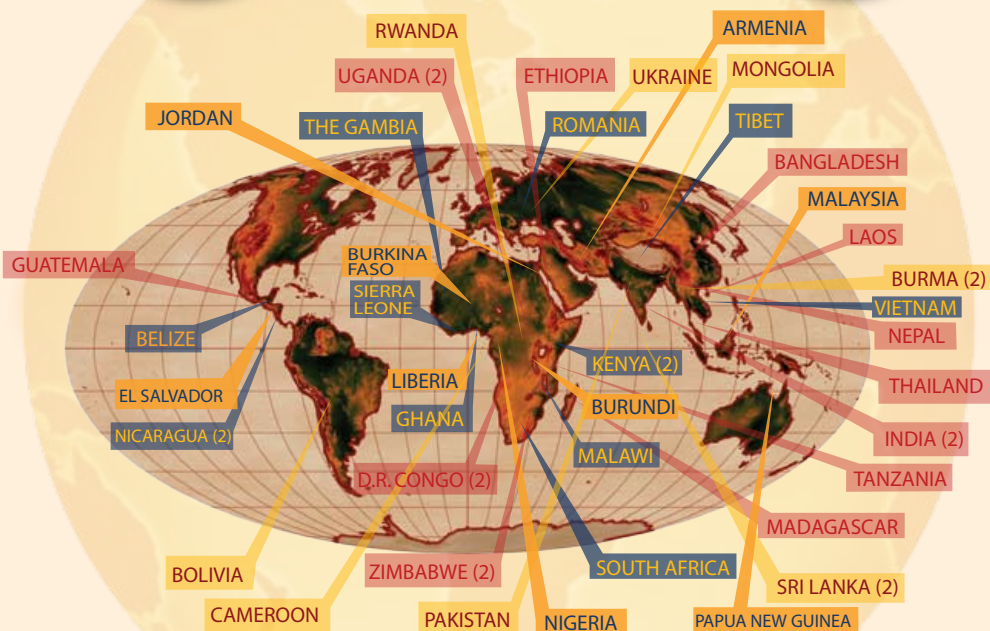 RWANDA
ARMENIA
UGANDA (2)
ETHIOPIA
UKRAINE
MONGOLIA
JORDAN
THE GAMBIA
ROMANIA
TIBET
BANGLADESH
MALAYSIA
LAOS
GUATEMALA
BURKINA
FASO
BURMA (2)
SIERRA
LEONE
VIETNAM
BELIZE
NEPAL
KENYA (2)
EL SALVADOR
LIBERIA
THAILAND
GHANA
BURUNDI
NICARAGUA (2)
INDIA (2)
MALAWI
D.R. CONGO (2)
TANZANIA
MADAGASCAR
BOLIVIA
ZIMBABWE (2)
SOUTH AFRICA
SRI LANKA (2)
CAMEROON
PAKISTAN
NIGERIA
PAPUA NEW GUINEA